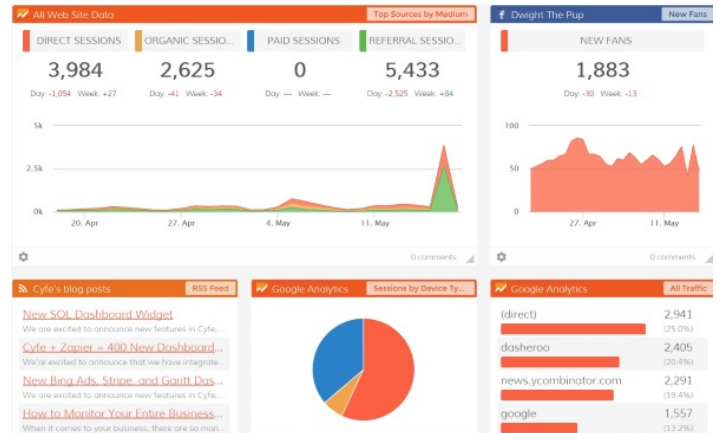 All Web Site Data
Top Sources by Medium
DIRECT SESSIONS
ORGANIC SESSIO...
PAID SESSIONS
REFERRAL SESSIO...
3,984
2,625
0
5,433
Day: -1,054 Week: +27
Day: -41 Week: -34
Day: — Week: —
Day: -2,525 Week: +84
5k
2.5k
0k
20. Apr
27. Apr
4. May
11. May
0 comments
Dwight The Pup
New Fans
NEW FANS
1,883
Day: -30 Week: -13
100
50
0
27. Apr
11. May
0 comments
Cyfe's blog posts
RSS Feed
New SQL Dashboard Widget
We are excited to announce new features in Cyfe,...
Cyfe + Zapier = 400 New Dashboard...
We're excited to announce that we have integrate...
New Bing Ads, Stripe, and Gantt Das...
We are excited to announce new features in Cyfe,...
How to Monitor Your Entire Business...
When it comes to your business, there are so man...
Google Analytics
Sessions by Device Ty...
Google Analytics
All Traffic
(direct)
2,941
(25.0%)
dasheroo
2,405
(20.4%)
news.ycombinator.com
2,291
(19.4%)
google
1,557
(13.2%)